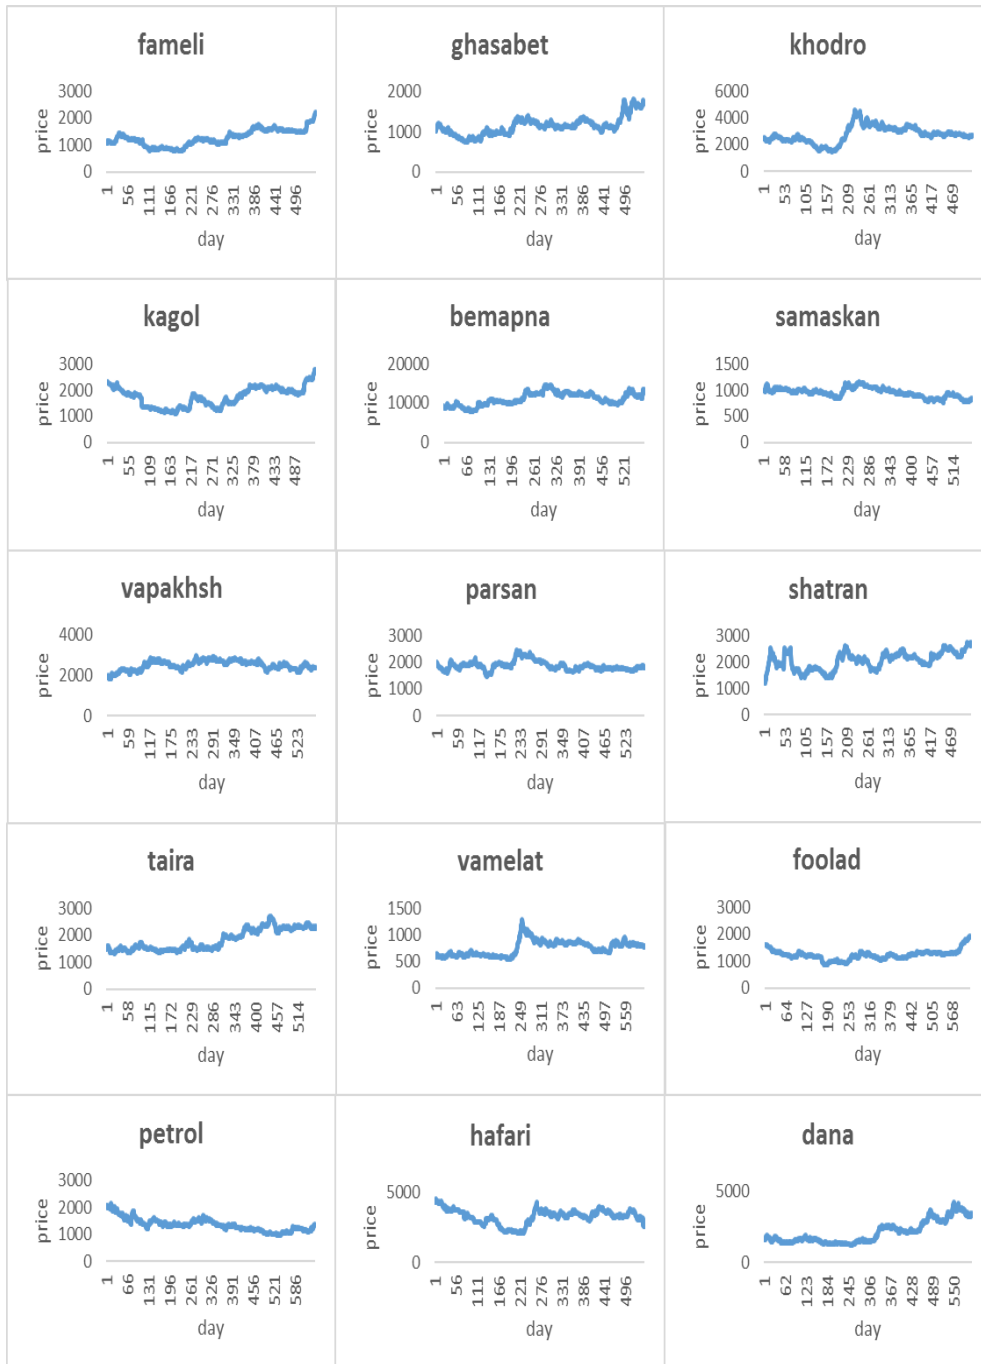 fameli
3000
2000
1000
0
price
1 56 111 166 221 276 331 386 441 496
day
ghasabet
2000
1000
0
price
1 56 111 166 221 276 331 386 441 496
day
khodro
6000
4000
2000
0
price
1 53 105 157 209 261 313 365 417 469
day
kagol
3000
2000
1000
0
price
1 55 109 163 217 271 325 379 433 487
day
bemapna
20000
10000
0
price
1 66 131 196 261 326 391 456 521
day
samaskan
1500
1000
500
0
price
1 58 115 172 229 286 343 400 457 514
day
vapakhsh
4000
2000
0
price
1 59 117 175 233 291 349 407 465 523
day
parsan
3000
2000
1000
0
price
1 59 117 175 233 291 349 407 465 523
day
shatran
3000
2000
1000
0
price
1 53 105 157 209 261 313 365 417 469
day
taira
3000
2000
1000
0
price
1 58 115 172 229 286 343 400 457 514
day
vamelat
1500
1000
500
0
price
1 63 125 187 249 311 373 435 497 559
day
foolad
3000
2000
1000
0
price
1 64 127 190 253 316 379 442 505 568
day
petrol
3000
2000
1000
0
price
1 66 131 196 261 326 391 456 521 586
day
hafari
5000
0
price
1 56 111 166 221 276 331 386 441 496
day
dana
5000
0
price
1 62 123 184 245 306 367 428 489 550
day